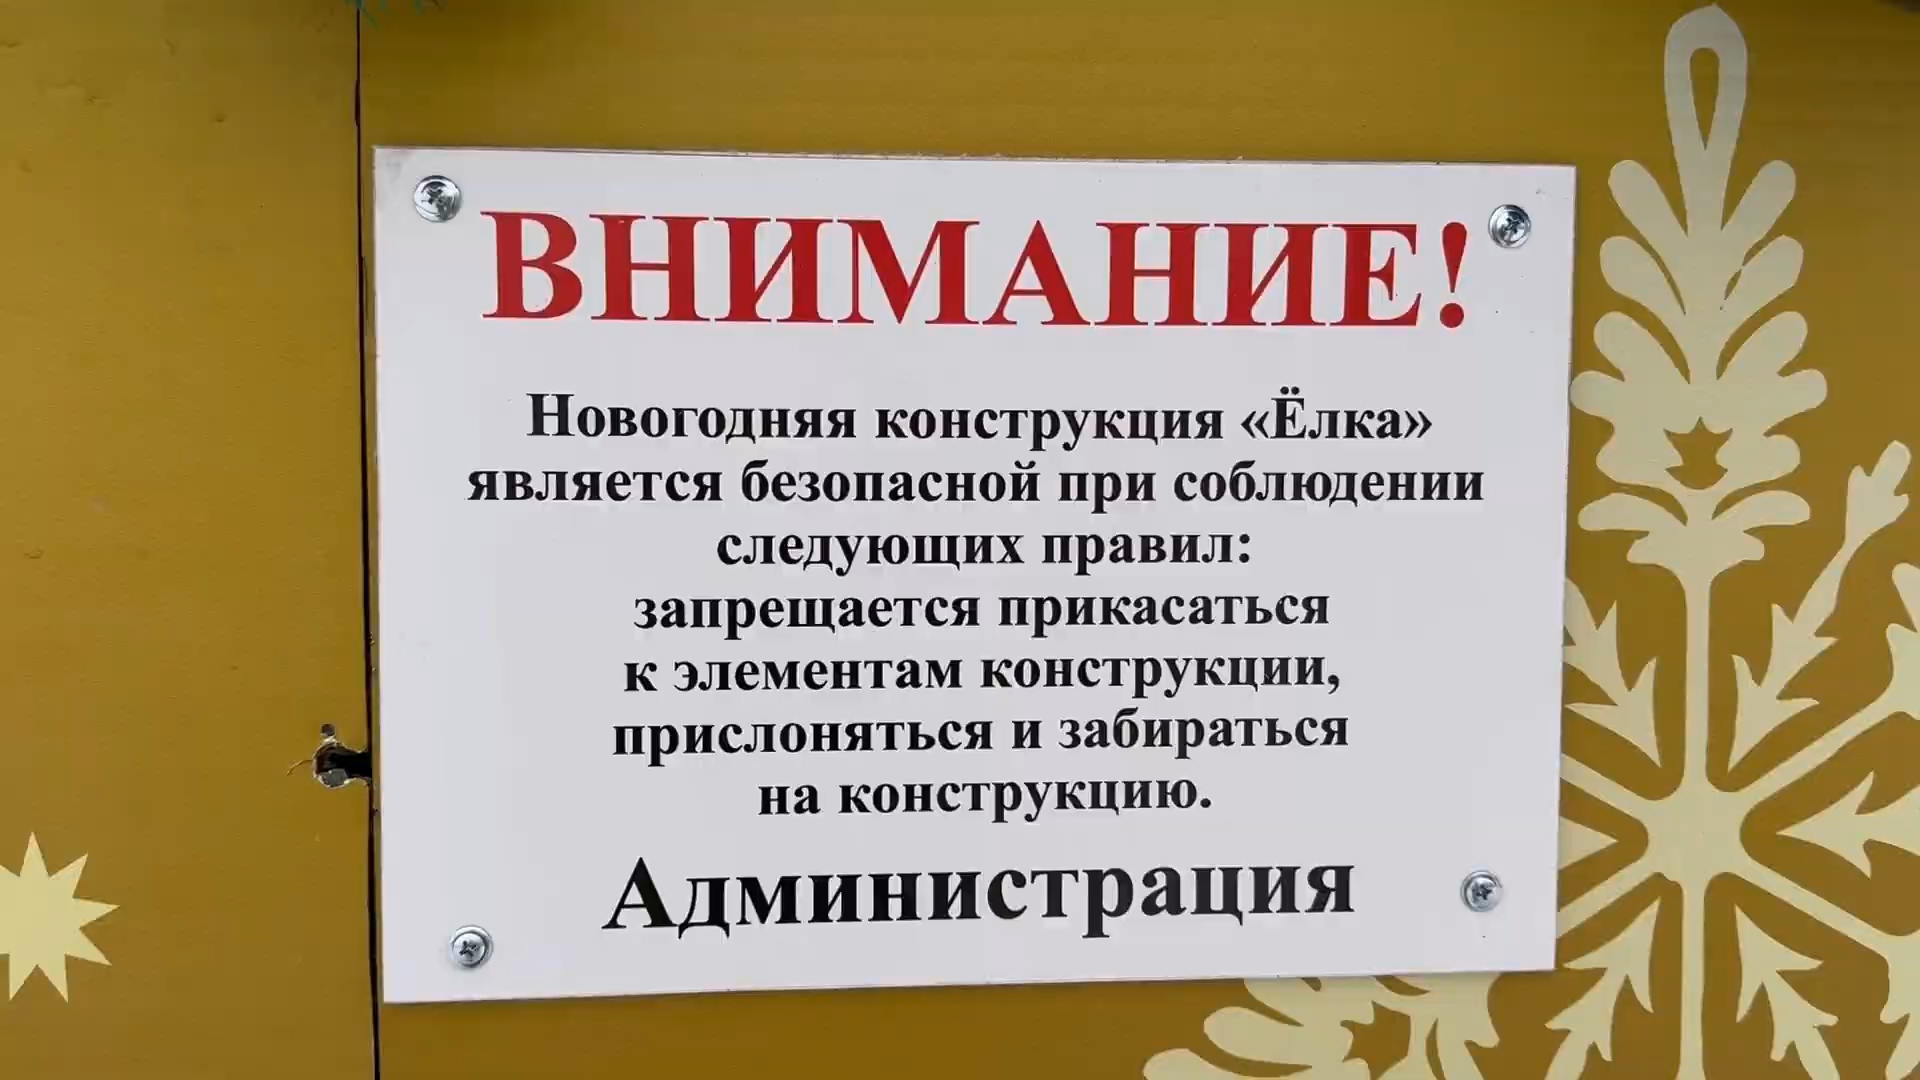 ВНИМАНИЕ!
Новогодняя конструкция «Ёлка»
является безопасной при соблюдении
следующих правил:
запрещается прикасаться
к элементам конструкции,
прислоняться и забираться
на конструкцию.
Администрация